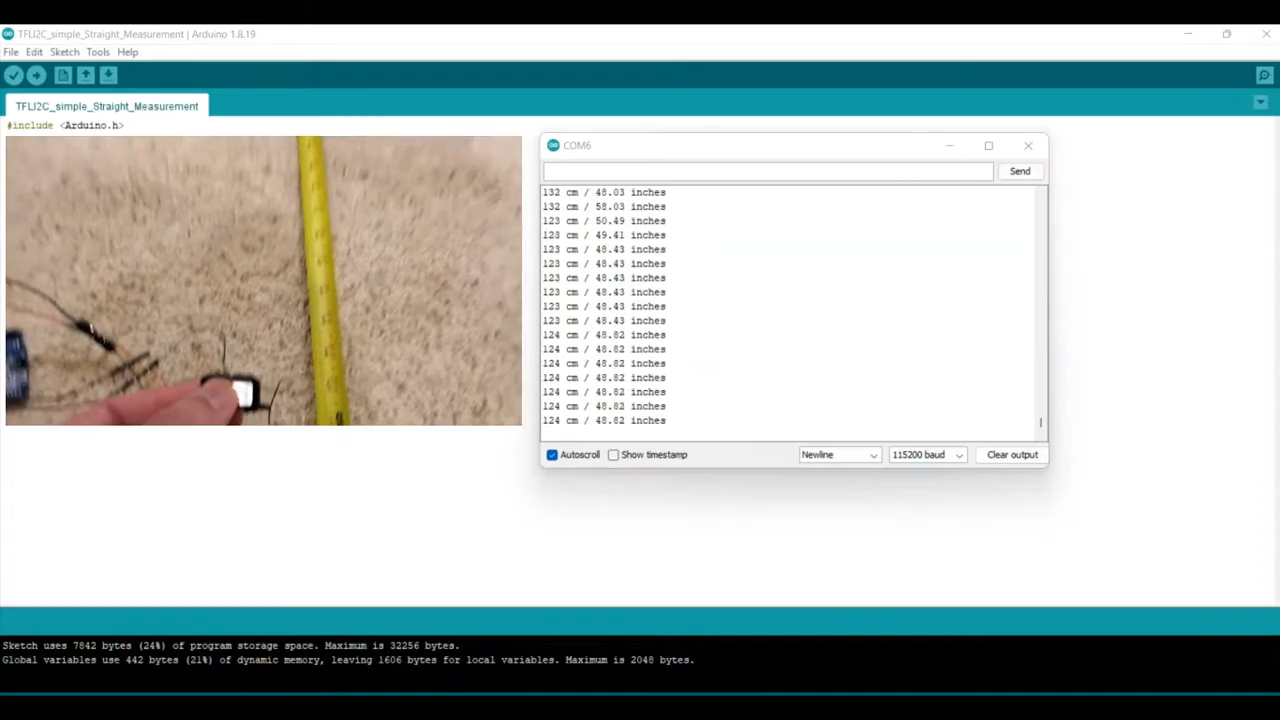 TFLI2C_simple_Straight_Measurement | Arduino 1.8.19
File Edit Sketch Tools Help
TFLI2C_simple_Straight_Measurement
#include <Arduino.h>
COM6
Send
132 cm / 48.03 inches
132 cm / 58.03 inches
123 cm / 50.49 inches
123 cm / 49.41 inches
123 cm / 48.43 inches
123 cm / 48.43 inches
123 cm / 48.43 inches
123 cm / 48.43 inches
123 cm / 48.43 inches
123 cm / 48.43 inches
124 cm / 48.82 inches
124 cm / 48.82 inches
124 cm / 48.82 inches
124 cm / 48.82 inches
124 cm / 48.82 inches
124 cm / 48.82 inches
124 cm / 48.82 inches
Autoscroll Show timestamp Newline 115200 baud Clear output
Sketch uses 7842 bytes (24%) of program storage space. Maximum is 32256 bytes.
Global variables use 442 bytes (21%) of dynamic memory, leaving 1606 bytes for local variables. Maximum is 2048 bytes.